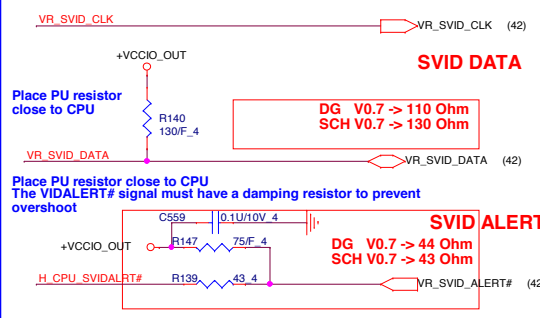 VR_SVID_CLK
VR_SVID_CLK (42)
+VCCIO_OUT
SVID DATA
Place PU resistor
close to CPU
R140
130/F_4
DG V0.7 -> 110 Ohm
SCH V0.7 -> 130 Ohm
VR_SVID_DATA
VR_SVID_DATA (42)
Place PU resistor close to CPU
The VIDALERT# signal must have a damping resistor to prevent
overshoot
C559 0.1U/10V_4
SVID ALERT
+VCCIO_OUT
R147 75/F_4
DG V0.7 -> 44 Ohm
SCH V0.7 -> 43 Ohm
H_CPU_SVIDALRT#
R139 43_4
VR_SVID_ALERT# (42